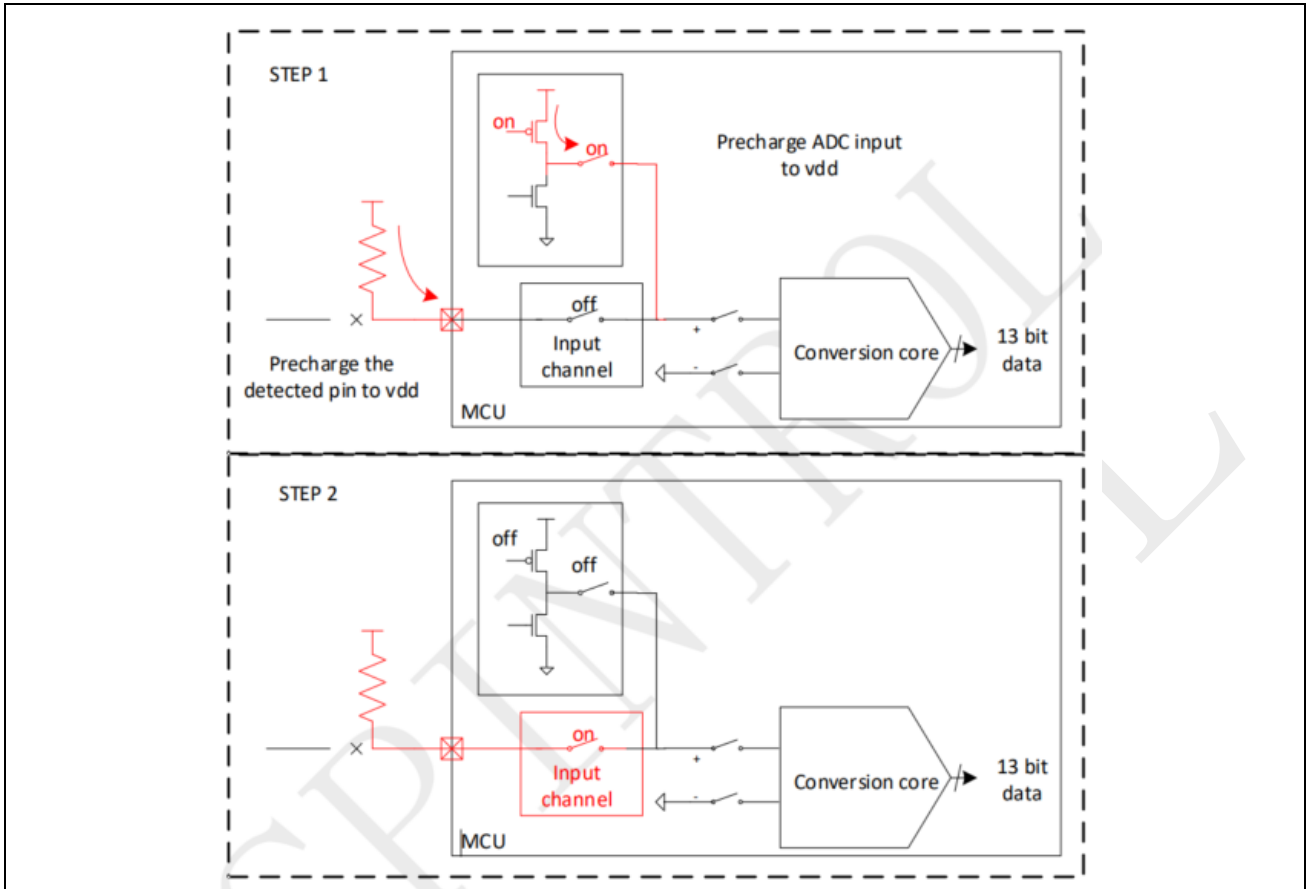 STEP 1
on
on
Precharge ADC input
to vdd
off
+
-
Input
channel
Conversion core
13 bit
data
Precharge the
detected pin to vdd
MCU
STEP 2
off
off
on
+
-
Input
channel
Conversion core
13 bit
data
MCU
SPINTROL